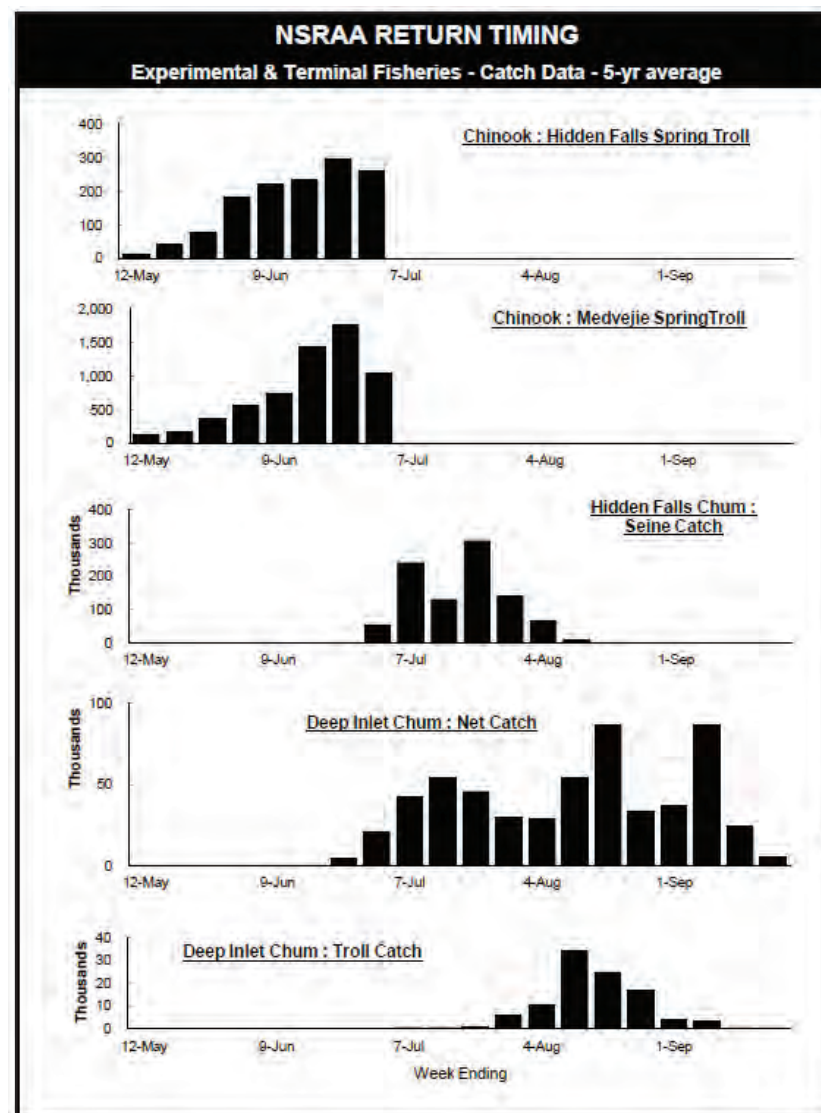 NSRAA RETURN TIMING
Experimental & Terminal Fisheries - Catch Data - 5-yr average
Chinook : Hidden Falls Spring Troll
400
300
200
100
0
12-May 9-Jun 7-Jul 4-Aug 1-Sep
Chinook : Medvejie SpringTroll
2,000
1,500
1,000
500
0
12-May 9-Jun 7-Jul 4-Aug 1-Sep
Hidden Falls Chum :
Seine Catch
Thousands
400
300
200
100
0
12-May 9-Jun 7-Jul 4-Aug 1-Sep
Deep Inlet Chum : Net Catch
Thousands
100
50
0
12-May 9-Jun 7-Jul 4-Aug 1-Sep
Deep Inlet Chum : Troll Catch
Thousands
40
30
20
10
0
12-May 9-Jun 7-Jul 4-Aug 1-Sep
Week Ending